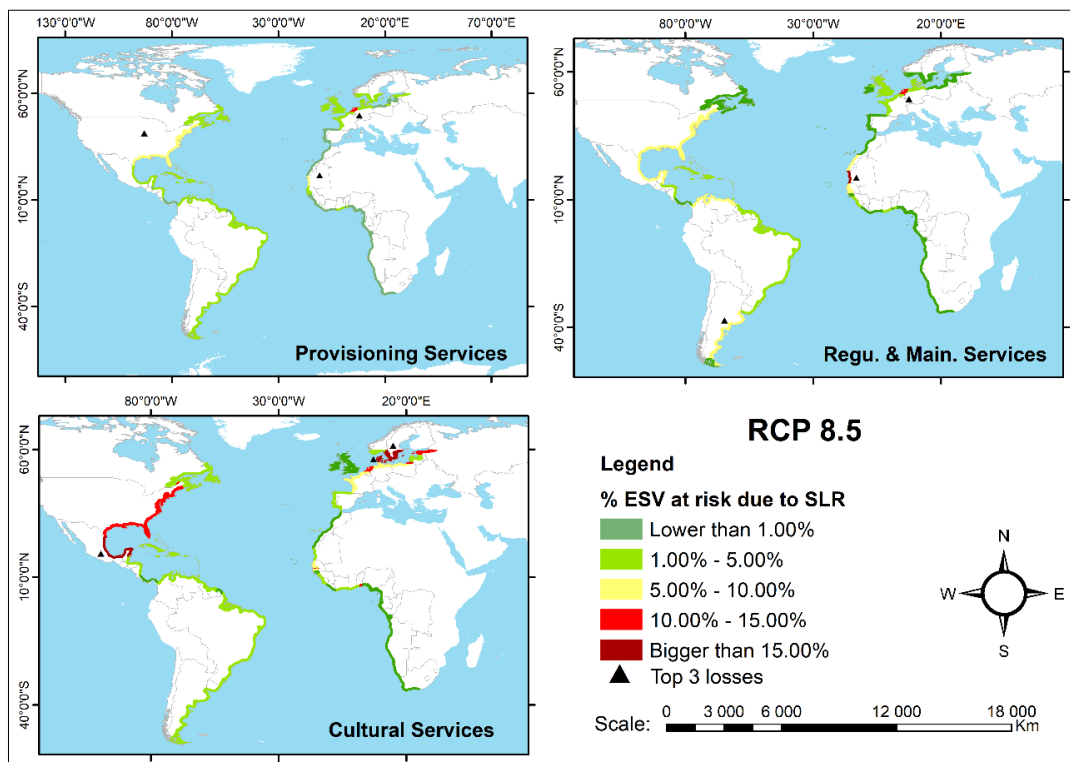 130°0'0"W 80°0'0"W 30°0'0"W 20°0'0"E 70°0'0"E
60°0'0"N
10°0'0"N
40°0'0"S
Provisioning Services
80°0'0"W 30°0'0"W 20°0'0"E
60°0'0"N
10°0'0"N
40°0'0"S
Regu. & Main. Services
80°0'0"W 30°0'0"W 20°0'0"E
60°0'0"N
10°0'0"N
40°0'0"S
Cultural Services
RCP 8.5
Legend
% ESV at risk due to SLR
Lower than 1.00%
1.00% - 5.00%
5.00% - 10.00%
10.00% - 15.00%
Bigger than 15.00%
Top 3 losses
N
W E
S
Scale: 0 3 000 6 000 12 000 18 000
Km